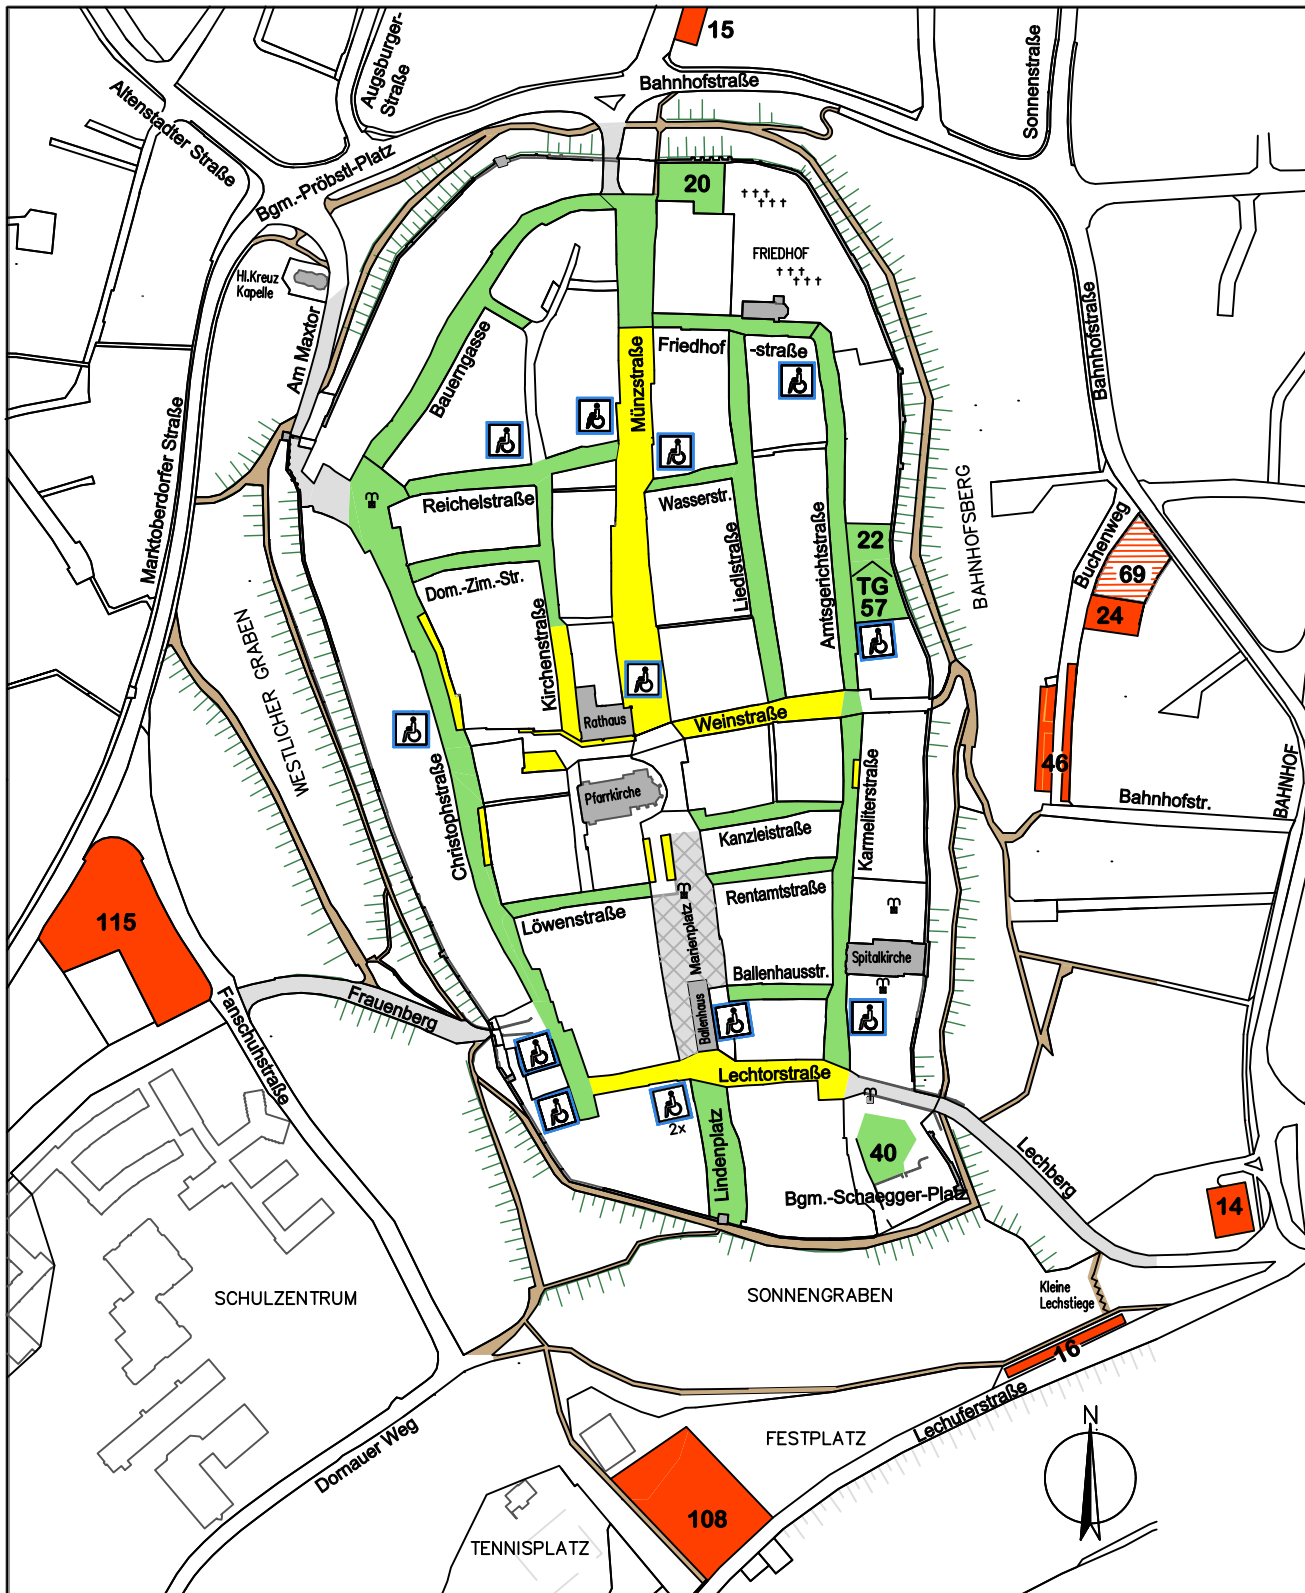 15
Augsburger-
Straße
Bahnhofstraße
Sonnenstraße
Altenstadter Straße
Bgm.-Pröbstl-Platz
20
FRIEDHOF
Hl.Kreuz
Kapelle
Am Maxtor
Bauerngasse
Münzstraße
Friedhof
-straße
Bahnhofstraße
Marktoberdorfer Straße
Reichelstraße
Wasserstr.
Liedlstraße
Amtsgerichtstraße
BAHNHOFSBERG
22
TG
57
Buchenweg
69
24
Dom.-Zim.-Str.
Kirchenstraße
WESTLICHER GRABEN
Rathaus
Weinstraße
46
Bahnhofstr.
BAHNHOF
Christophstraße
Pfarrkirche
Kanzleistraße
Karmeliterstraße
Rentamtstraße
115
Löwenstraße
Marienplatz
Ballenhausstr.
Spitalkirche
Frauenberg
Fanschuhstraße
Ballenhaus
Lechtorstraße
2x
Lindenplatz
40
Bgm.-Schaegger-Platz
Lechberg
14
SCHULZENTRUM
SONNENGRABEN
Kleine
Lechstiege
16
Lechuferstraße
Dornauer Weg
FESTPLATZ
N
108
TENNISPLATZ